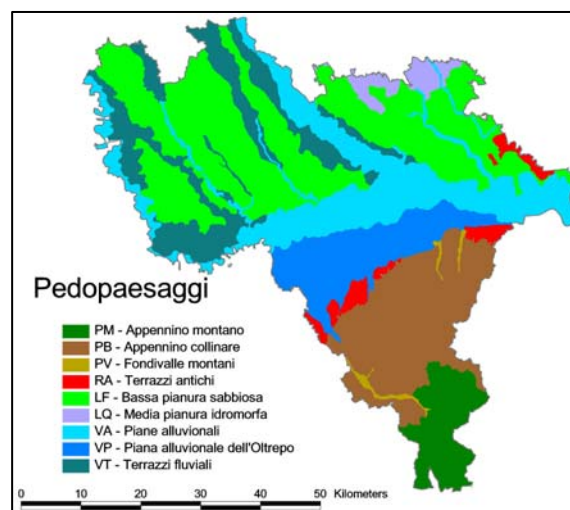 Pedopaesaggi
PM - Appennino montano
PB - Appennino collinare
PV - Fondivalle montani
RA - Terrazzi antichi
LF - Bassa pianura sabbiosa
LQ - Media pianura idromorfa
VA - Piane alluvionali
VP - Piana alluvionale dell'Oltrepo
VT - Terrazzi fluviali
0 10 20 30 40 50 Kilometers